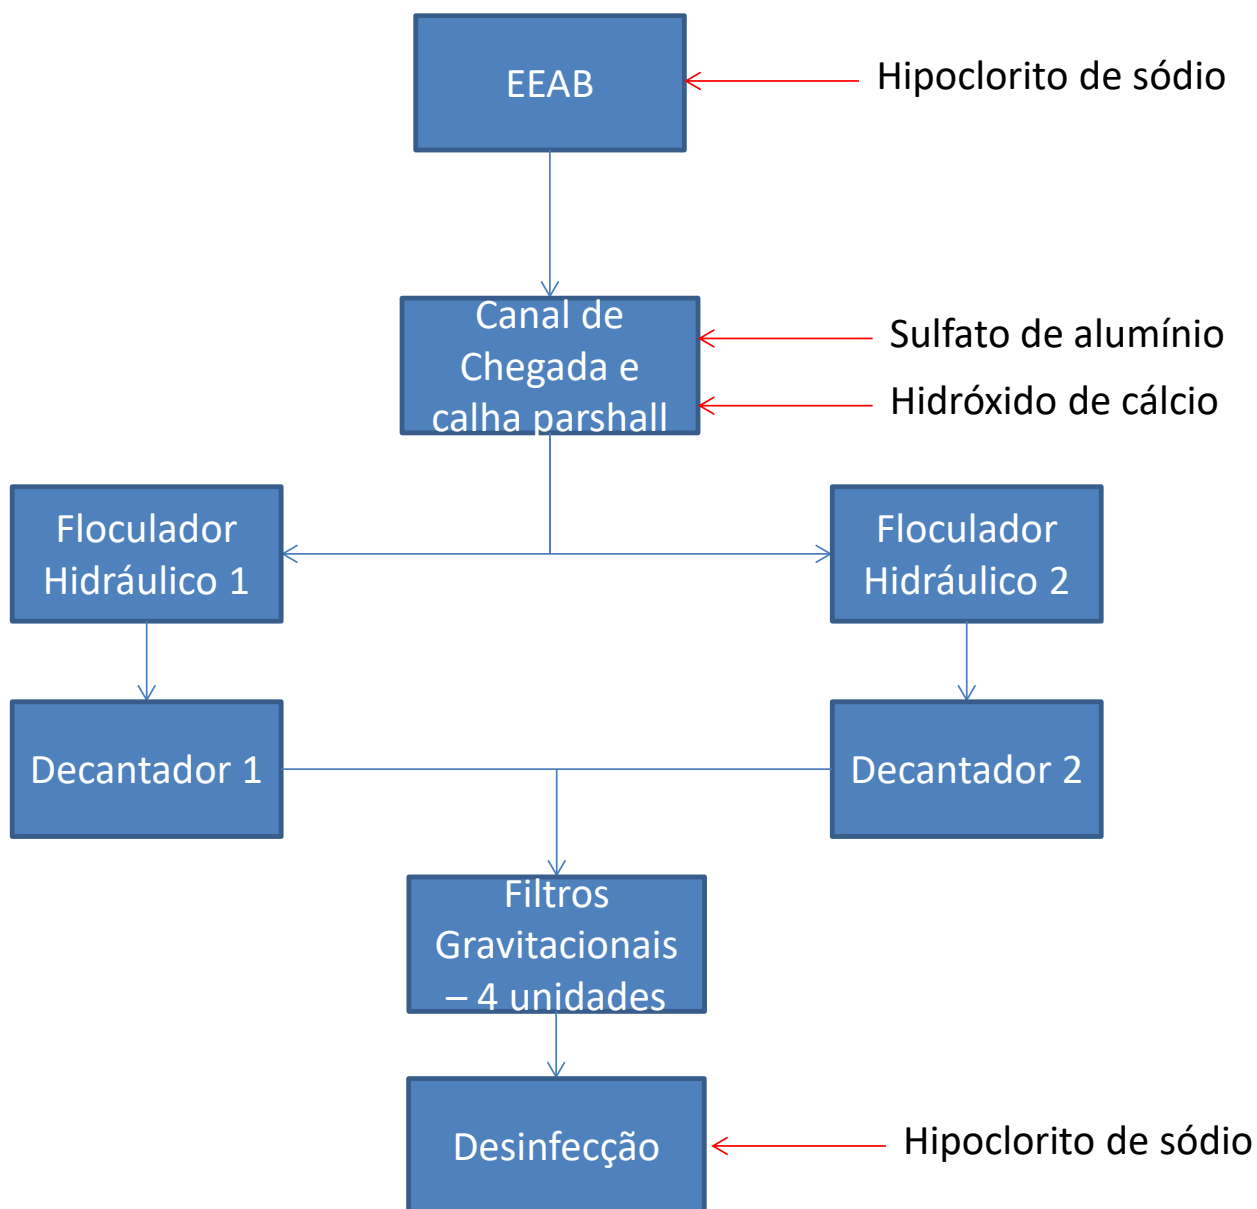 EEAB
Hipoclorito de sódio
Canal de
Chegada e
calha parshall
Sulfato de alumínio
Hidróxido de cálcio
Floculador
Hidráulico 1
Floculador
Hidráulico 2
Decantador 1
Decantador 2
Filtros
Gravitacionais
– 4 unidades
Desinfecção
Hipoclorito de sódio